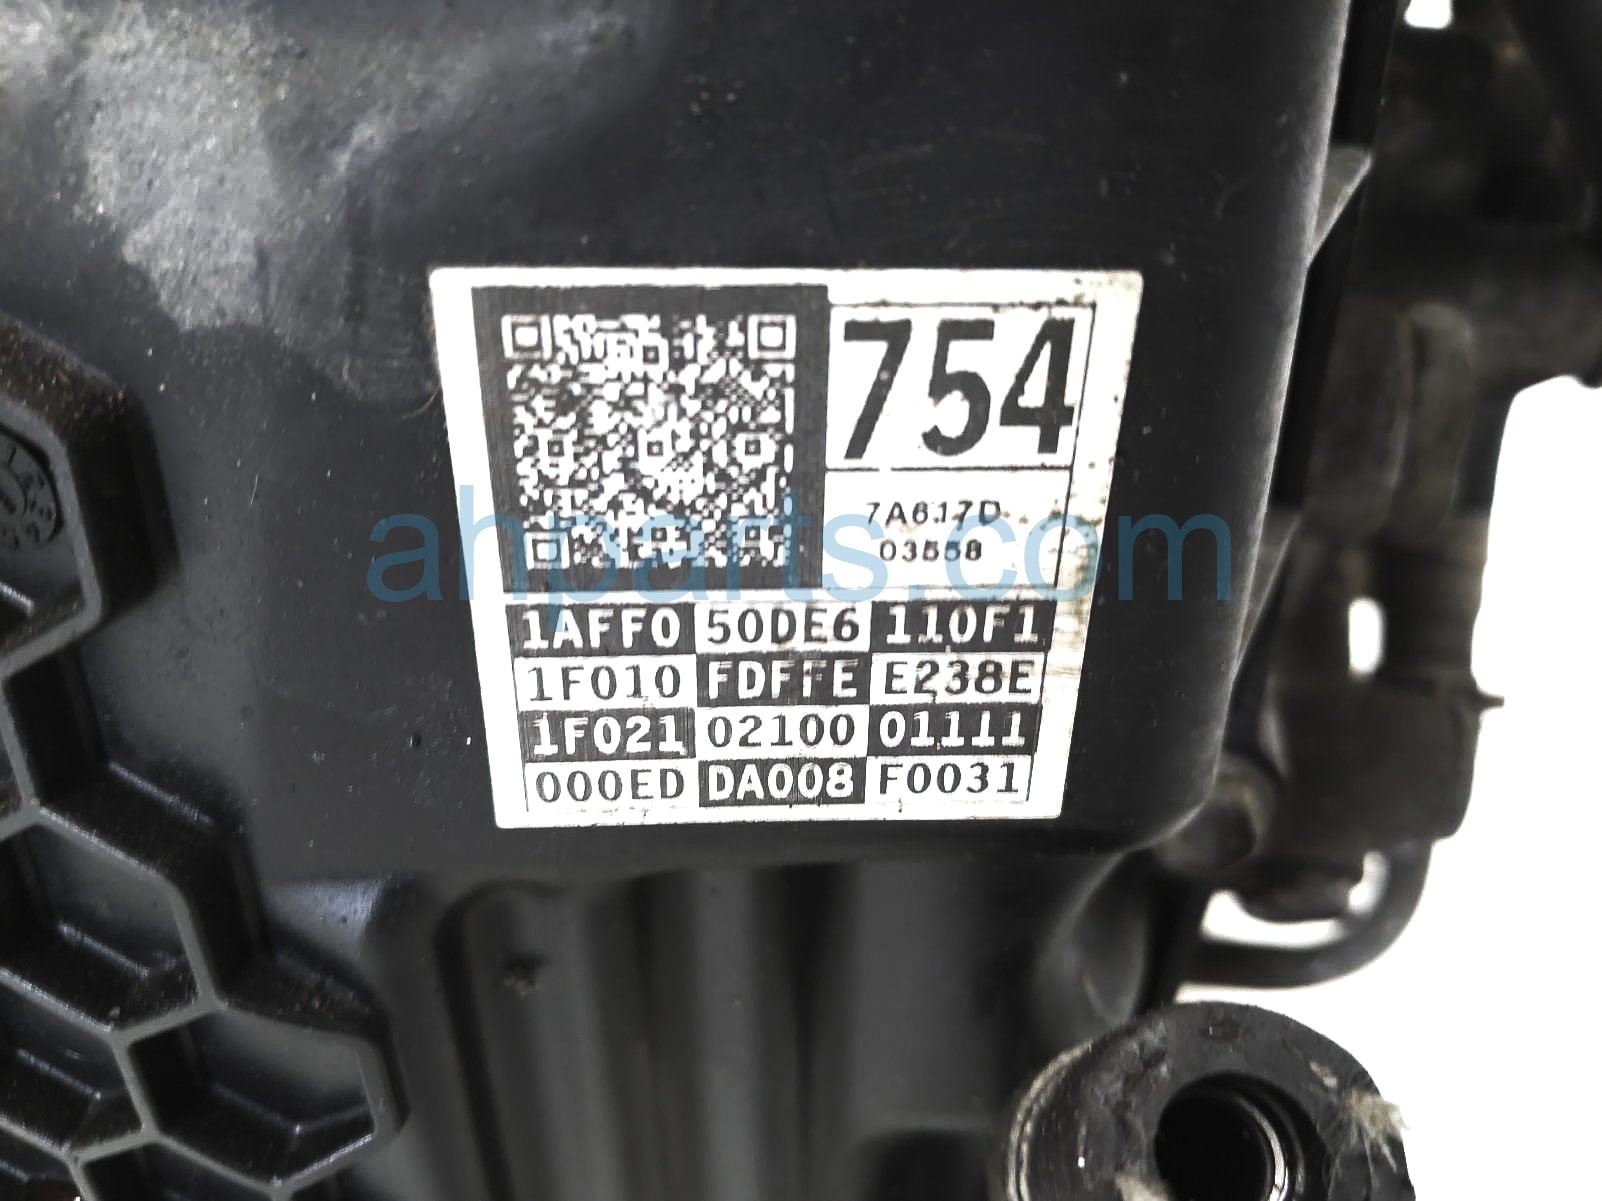 754
7A617D
03558
ahparts.com
1AFF0 50DE6 110F1
1F010 FDFFE E238E
1F021 02100 01111
000ED DA008 F0031